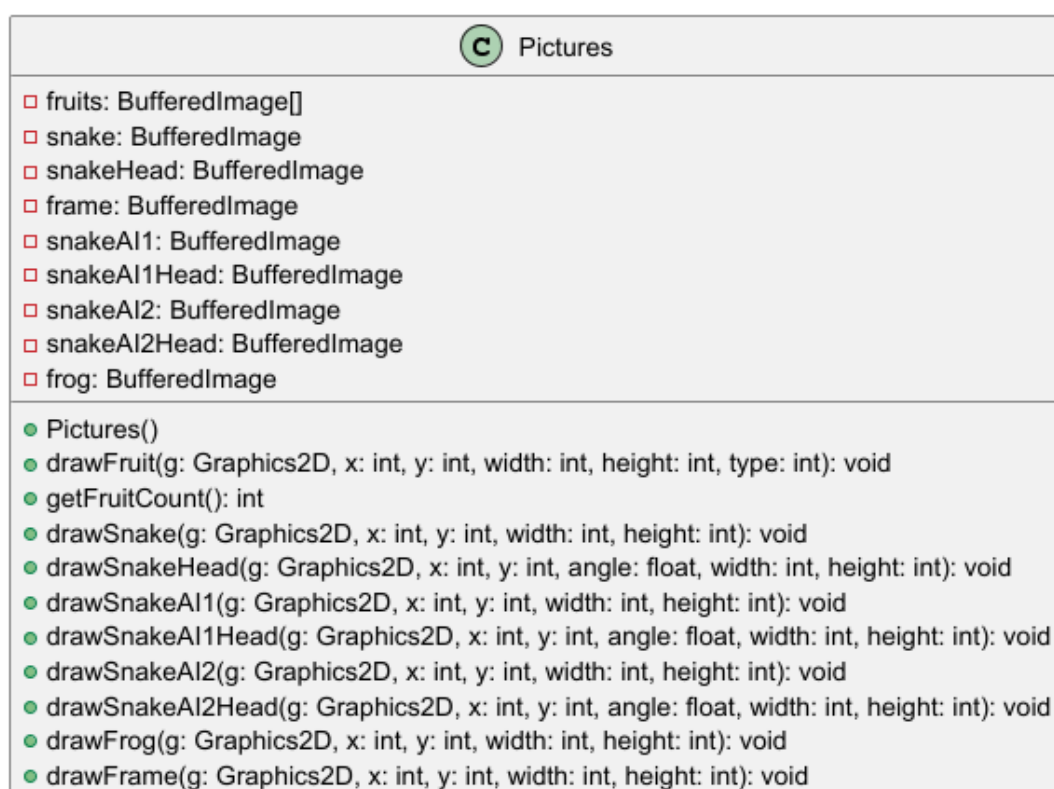 C Pictures
fruits: BufferedImage[]
snake: BufferedImage
snakeHead: BufferedImage
frame: BufferedImage
snakeAI1: BufferedImage
snakeAI1Head: BufferedImage
snakeAI2: BufferedImage
snakeAI2Head: BufferedImage
frog: BufferedImage
Pictures()
drawFruit(g: Graphics2D, x: int, y: int, width: int, height: int, type: int): void
getFruitCount(): int
drawSnake(g: Graphics2D, x: int, y: int, width: int, height: int): void
drawSnakeHead(g: Graphics2D, x: int, y: int, angle: float, width: int, height: int): void
drawSnakeAI1(g: Graphics2D, x: int, y: int, width: int, height: int): void
drawSnakeAI1Head(g: Graphics2D, x: int, y: int, angle: float, width: int, height: int): void
drawSnakeAI2(g: Graphics2D, x: int, y: int, width: int, height: int): void
drawSnakeAI2Head(g: Graphics2D, x: int, y: int, angle: float, width: int, height: int): void
drawFrog(g: Graphics2D, x: int, y: int, width: int, height: int): void
drawFrame(g: Graphics2D, x: int, y: int, width: int, height: int): void